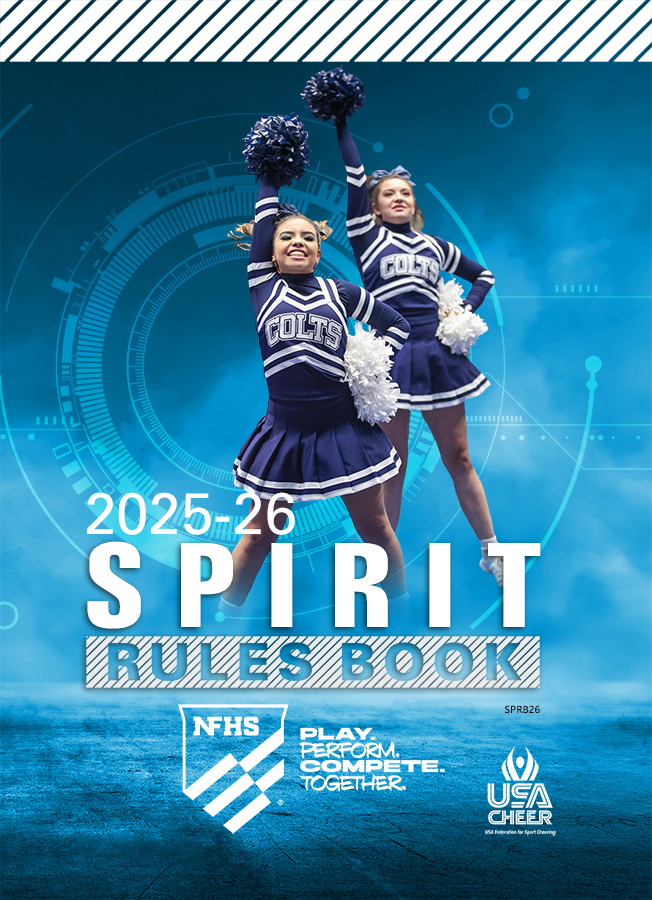 COLTS
COLTS
2025-26
SPIRIT
RULES BOOK
SPRB26
NFHS
®
PLAY.
PERFORM.
COMPETE.
TOGETHER.
USA
CHEER
USA Federation for Sport Cheering